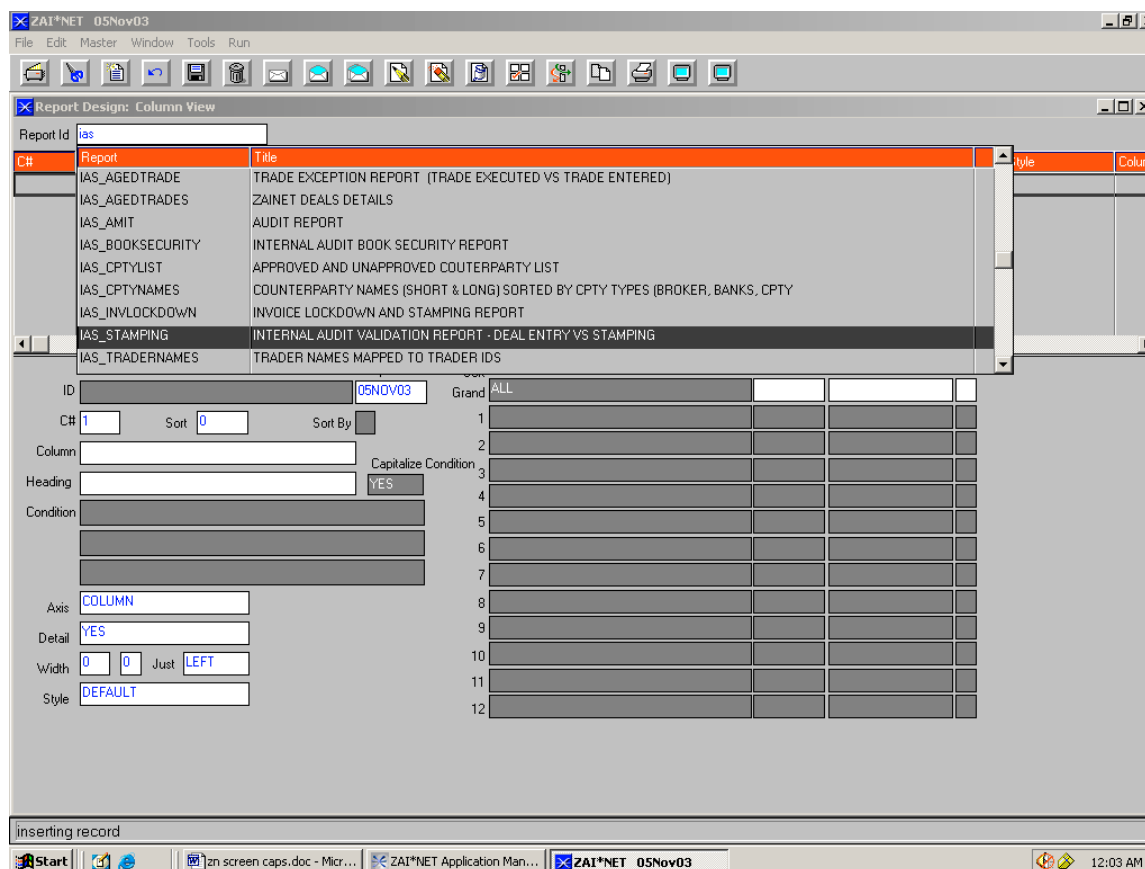 ZAI*NET 05Nov03
File Edit Master Window Tools Run
Report Design: Column View
Report Id ias
C# Report Title Style Colu
IAS_AGEDTRADE TRADE EXCEPTION REPORT (TRADE EXECUTED VS TRADE ENTERED)
IAS_AGEDTRADES ZAINET DEALS DETAILS
IAS_AMIT AUDIT REPORT
IAS_BOOKSECURITY INTERNAL AUDIT BOOK SECURITY REPORT
IAS_CPTYLIST APPROVED AND UNAPPROVED COUTERPARTY LIST
IAS_CPTYNAMES COUNTERPARTY NAMES (SHORT & LONG) SORTED BY CPTY TYPES (BROKER, BANKS, CPTY
IAS_INVLOCKDOWN INVOICE LOCKDOWN AND STAMPING REPORT
IAS_STAMPING INTERNAL AUDIT VALIDATION REPORT - DEAL ENTRY VS STAMPING
IAS_TRADERNAMES TRADER NAMES MAPPED TO TRADER IDS
ID 05NOV03 Grand ALL
C# 1 Sort 0 Sort By 1
Column 2
Capitalize Condition 3
Heading YES
4
Condition 5
6
7
Axis COLUMN 8
Detail YES 9
Width 0 0 Just LEFT 10
11
Style DEFAULT 12
inserting record
Start zn screen caps.doc - Micr... ZAI*NET Application Man... ZAI*NET 05Nov03 12:03 AM